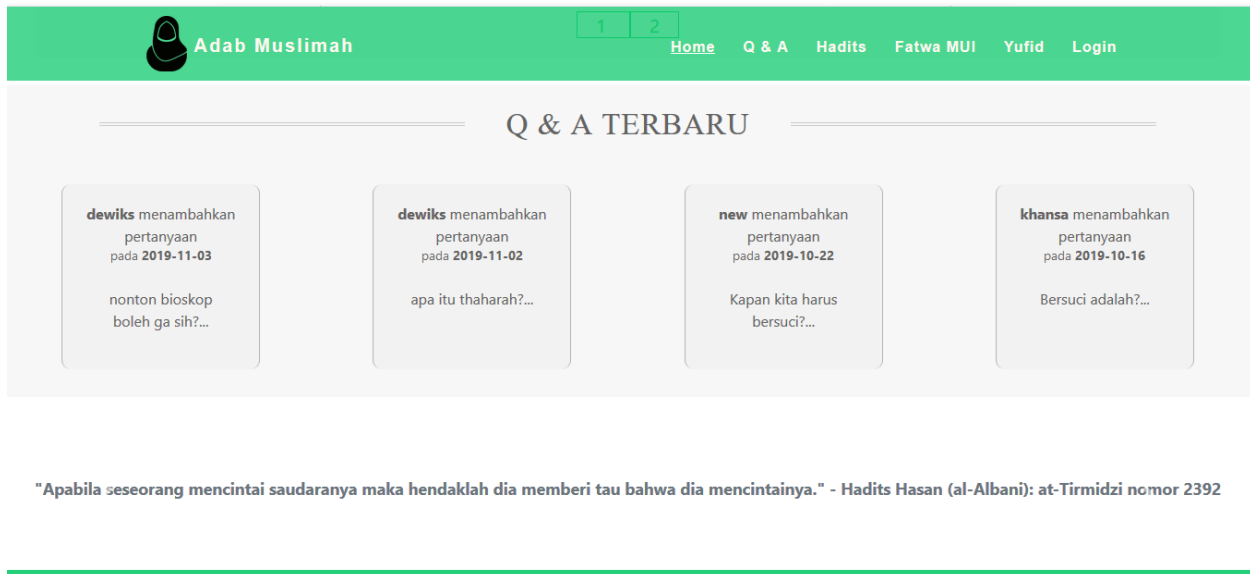 1 2
Adab Muslimah
Home Q & A Hadits Fatwa MUI Yufid Login
Q & A TERBARU
dewiks menambahkan
pertanyaan
pada 2019-11-03
nonton bioskop
boleh ga sih?...
dewiks menambahkan
pertanyaan
pada 2019-11-02
apa itu thaharah?...
new menambahkan
pertanyaan
pada 2019-10-22
Kapan kita harus
bersuci?...
khansa menambahkan
pertanyaan
pada 2019-10-16
Bersuci adalah?...
"Apabila seseorang mencintai saudaranya maka hendaklah dia memberi tau bahwa dia mencintainya." - Hadits Hasan (al-Albani): at-Tirmidzi nomor 2392